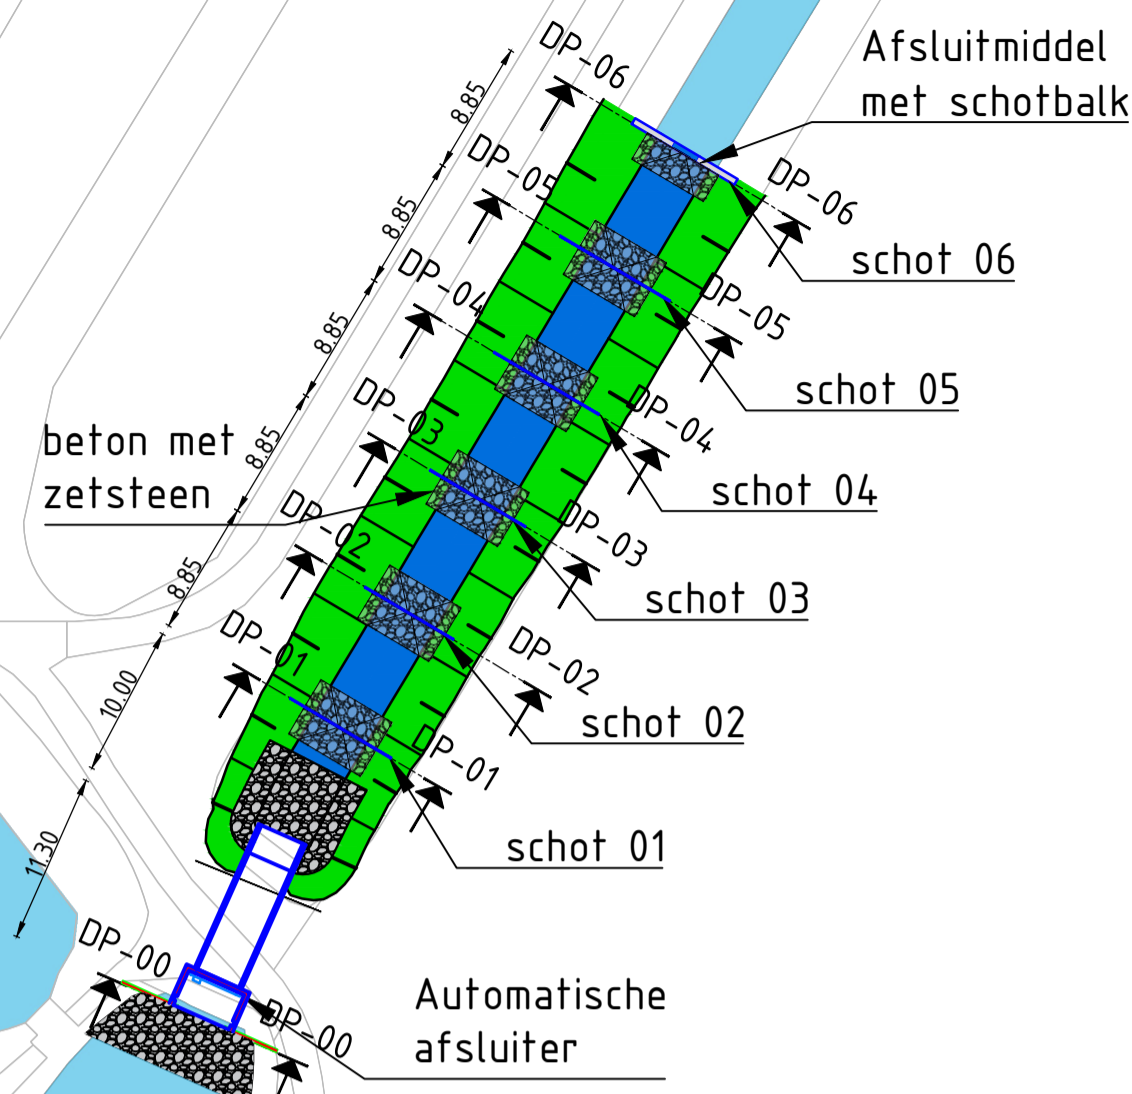 DP-06
Afsluitmiddel
met schotbalk
8.85
DP-05
DP-06
8.85
schot 06
DP-04
DP-05
8.85
schot 05
DP-03
DP-04
beton met
zetsteen
8.85
schot 04
DP-02
DP-03
8.85
schot 03
DP-01
DP-02
10.00
schot 02
DP-01
11.30
schot 01
DP-00
Automatische
afsluiter
DP-00